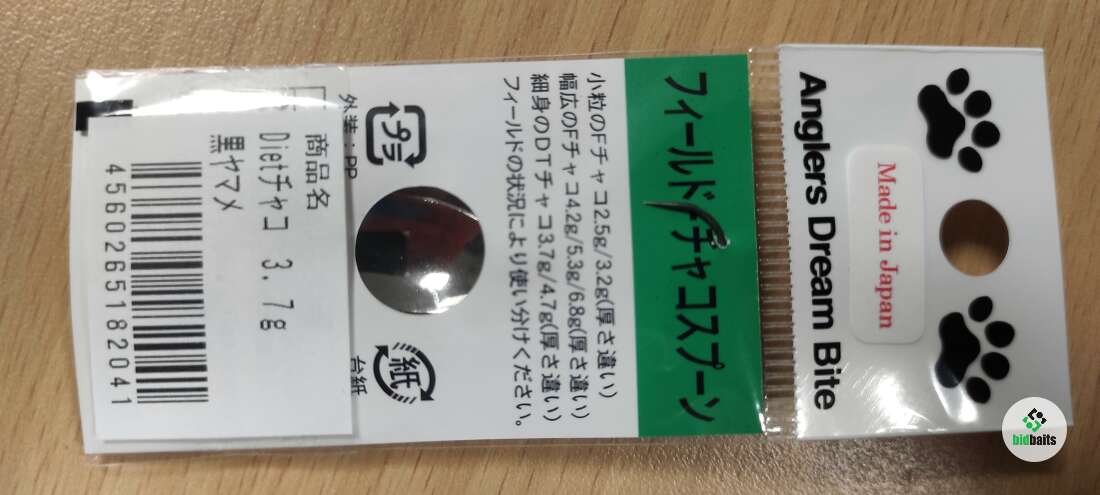 Made in Japan
Anglers Dream Bite
フィールドチャコスプーン
小粒のFチャコ2.5g/3.2g(厚さ違い)
幅広のFチャコ4.2g/5.3g/6.8g(厚さ違い)
細身のDTチャコ3.7g/4.7g(厚さ違い)
フィールドの状況により使い分けください。
プラ
外装:PP
紙
台紙
商品名
Dietチャコ 3.7g
黒ヤマメ
4560265182041
bidbaits